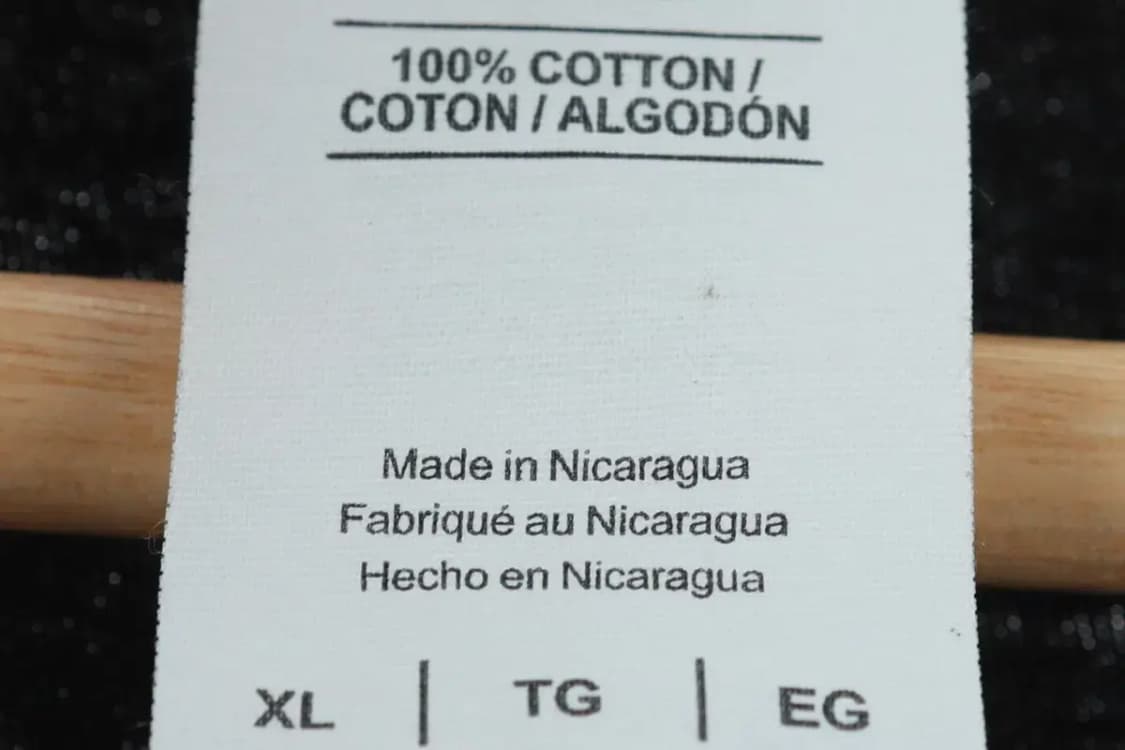 100% COTTON /
COTON / ALGODÓN
Made in Nicaragua
Fabriqué au Nicaragua
Hecho en Nicaragua
XL | TG | EG